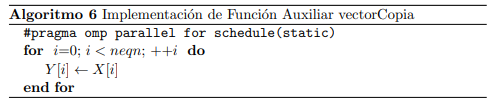 Algoritmo 6 Implementación de Función Auxiliar vectorCopia
#pragma omp parallel for schedule(static)
for i=0; i < neqn; ++i do
Y[i] ← X[i]
end for